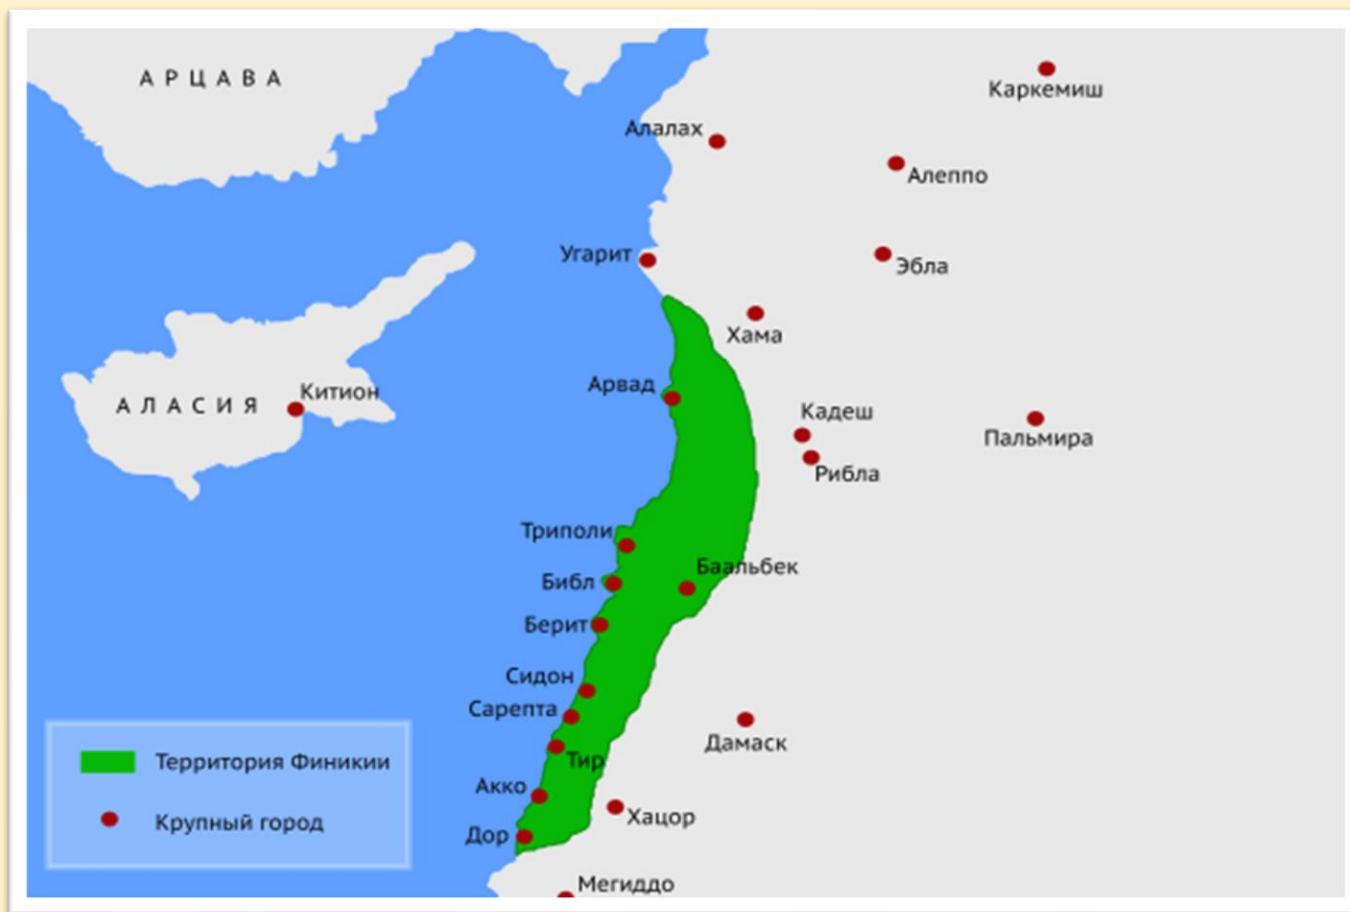 АРЦАВА
Каркемиш
Алалах
Алеппо
Угарит
Эбла
Хама
Арвад
Китион
АЛАСИЯ
Кадеш
Пальмира
Рибла
Триполи
Баальбек
Библ
Берит
Сидон
Сарепта
Дамаск
Тир
Территория Финикии
Акко
Хацор
Крупный город
Дор
Мегиддо